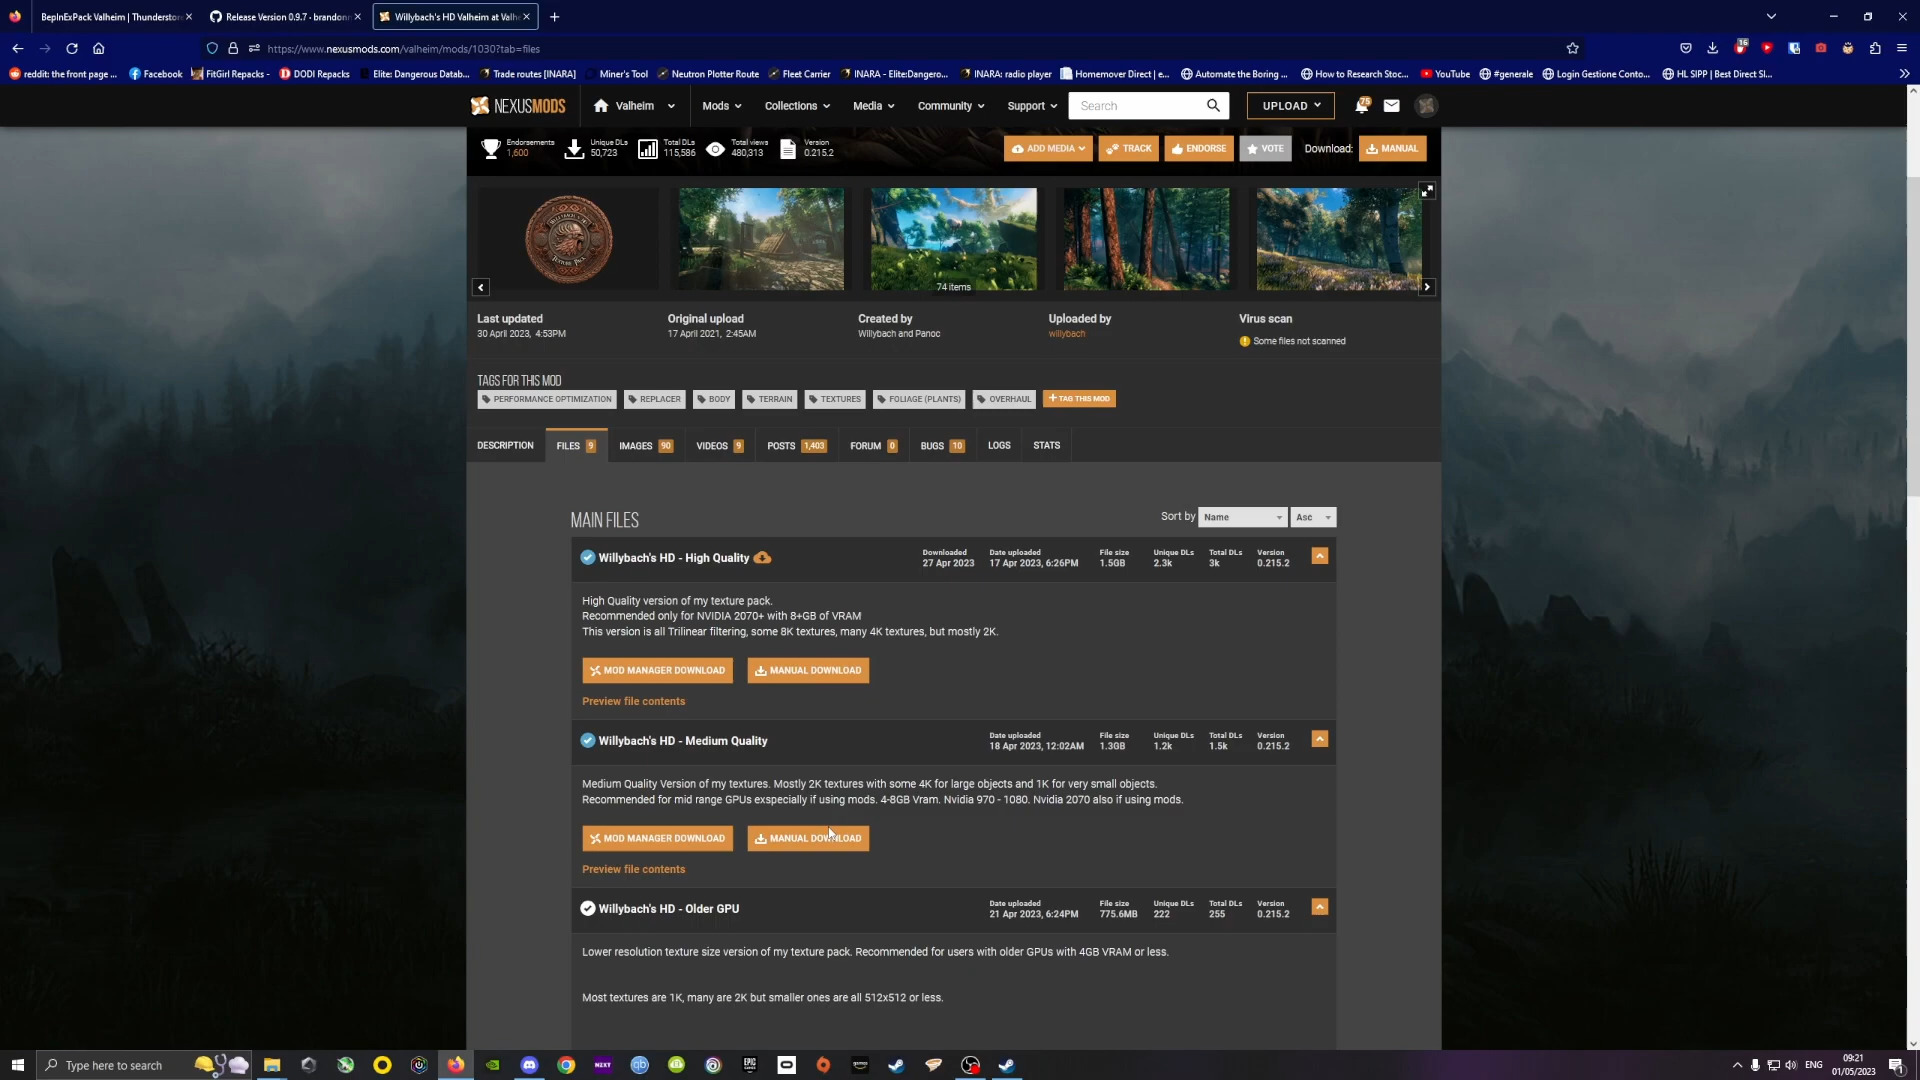 BepInExPack Valheim | Thunderstor
Release Version 0.9.7 · brandonm
Willybach's HD Valheim at Valhe
https://www.nexusmods.com/valheim/mods/1030?tab=files
16
reddit: the front page ...
Facebook
FitGirl Repacks -
DODI Repacks
Elite: Dangerous Datab...
Trade routes [INARA]
Miner's Tool
Neutron Plotter Route
Fleet Carrier
INARA - Elite:Dangero...
INARA: radio player
Homemover Direct | e...
Automate the Boring ...
How to Research Stoc...
YouTube
#generale
Login Gestione Conto...
HL SIPP | Best Direct SI...
NEXUSMODS
Valheim
Mods
Collections
Media
Community
Support
Search
UPLOAD
75
Endorsements
1,600
Unique DLs
50,723
Total DLs
115,586
Total views
480,313
Version
0.215.2
ADD MEDIA
TRACK
ENDORSE
VOTE
Download:
MANUAL
74 items
Last updated
30 April 2023, 4:53PM
Original upload
17 April 2021, 2:45AM
Created by
Willybach and Panoc
Uploaded by
willybach
Virus scan
Some files not scanned
TAGS FOR THIS MOD
PERFORMANCE OPTIMIZATION
REPLACER
BODY
TERRAIN
TEXTURES
FOLIAGE (PLANTS)
OVERHAUL
TAG THIS MOD
DESCRIPTION
FILES 9
IMAGES 90
VIDEOS 9
POSTS 1,403
FORUM 0
BUGS 10
LOGS
STATS
MAIN FILES
Sort by Name Asc
Willybach's HD - High Quality
Downloaded
27 Apr 2023
Date uploaded
17 Apr 2023, 6:26PM
File size
1.5GB
Unique DLs
2.3k
Total DLs
3k
Version
0.215.2
High Quality version of my texture pack.
Recommended only for NVIDIA 2070+ with 8+GB of VRAM
This version is all Trilinear filtering, some 8K textures, many 4K textures, but mostly 2K.
MOD MANAGER DOWNLOAD
MANUAL DOWNLOAD
Preview file contents
Willybach's HD - Medium Quality
Date uploaded
18 Apr 2023, 12:02AM
File size
1.3GB
Unique DLs
1.2k
Total DLs
1.5k
Version
0.215.2
Medium Quality Version of my textures. Mostly 2K textures with some 4K for large objects and 1K for very small objects.
Recommended for mid range GPUs exspecially if using mods. 4-8GB Vram. Nvidia 970 - 1080. Nvidia 2070 also if using mods.
MOD MANAGER DOWNLOAD
MANUAL DOWNLOAD
Preview file contents
Willybach's HD - Older GPU
Date uploaded
21 Apr 2023, 6:24PM
File size
775.6MB
Unique DLs
222
Total DLs
255
Version
0.215.2
Lower resolution texture size version of my texture pack. Recommended for users with older GPUs with 4GB VRAM or less.
Most textures are 1K, many are 2K but smaller ones are all 512x512 or less.
Type here to search
NZXT
qb
EPIC GAMES
ENG
09:21
01/05/2023
1